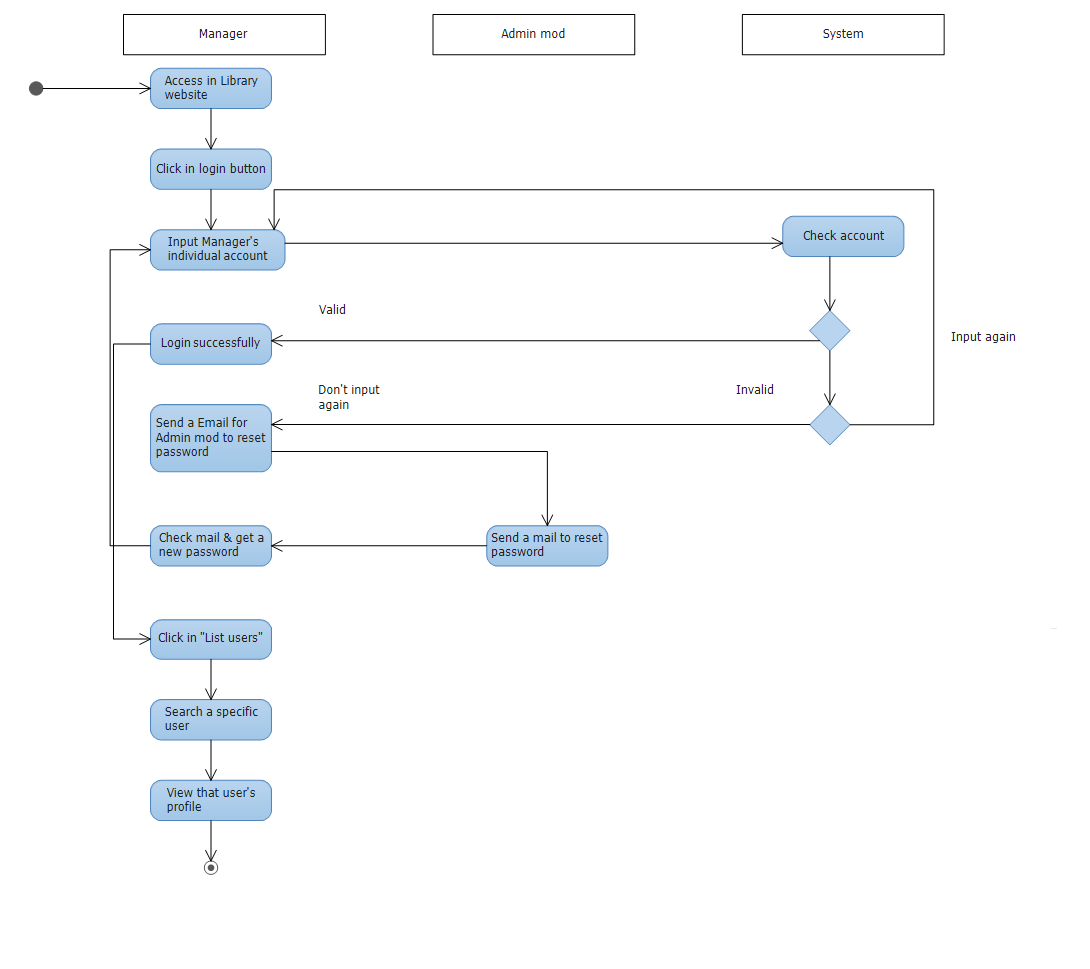 Manager
Admin mod
System
Access in Library
website
Click in login button
Input Manager's
individual account
Check account
Valid
Login successfully
Input again
Don't input
again
Invalid
Send a Email for
Admin mod to reset
password
Check mail & get a
new password
Send a mail to reset
password
Click in "List users"
Search a specific
user
View that user's
profile